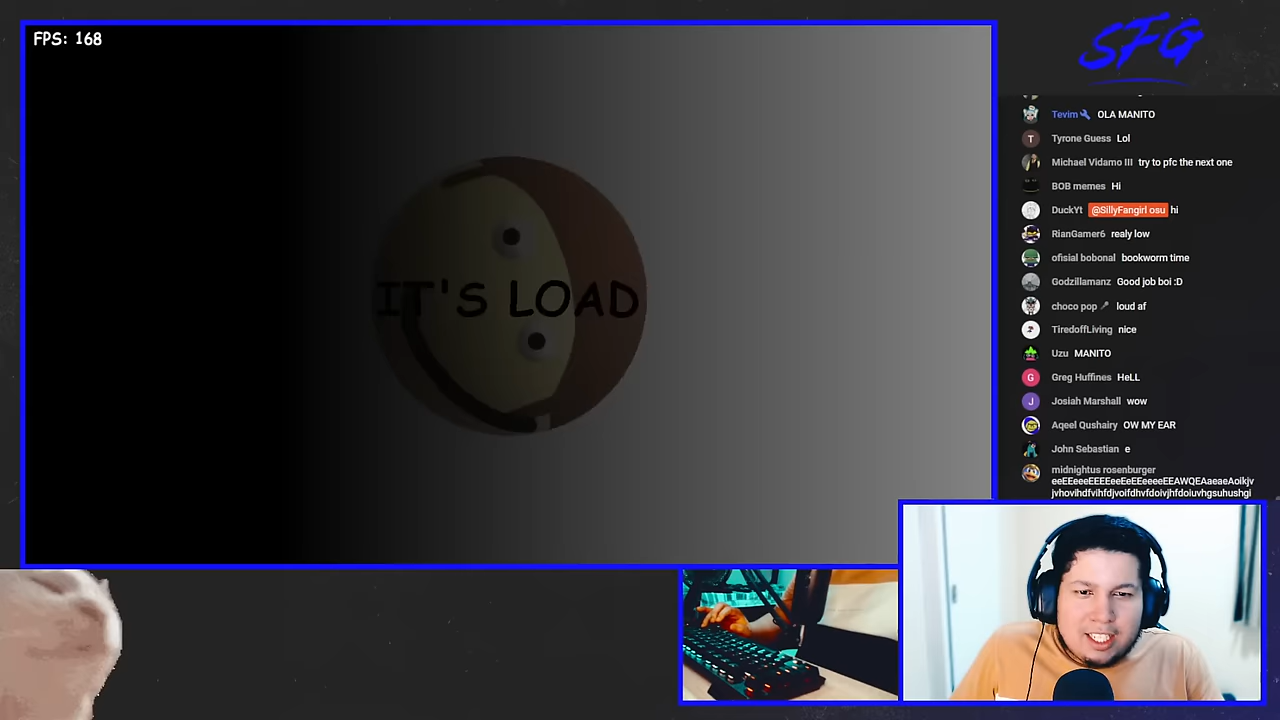 FPS: 168
IT'S LOAD
SFG
Tevim OLA MANITO
T Tyrone Guess Lol
Michael Vidamo III try to pfc the next one
BOB memes Hi
DuckYt @SillyFangirl osu hi
RianGamer6 realy low
ofisial bobonal bookworm time
Godzillamanz Good job boi :D
choco pop loud af
TiredoffLiving nice
Uzu MANITO
G Greg Huffines HeLL
J Josiah Marshall wow
Aqeel Qushairy OW MY EAR
John Sebastian e
midnightus rosenburger
eeEEeeeEEEEeeEeEEeeeeEEAWQEAaeaeAoikjv
jvhovihdfvihfdjvoifdhvfdoivjhfdoiuvhgsuhushgi